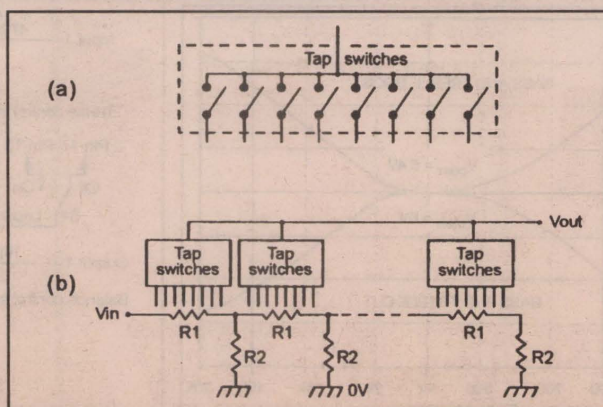 (a)
Tap switches
Vout
Tap switches
Tap switches
Tap switches
(b)
Vin
R1
R1
R1
R2
R2
R2
0V